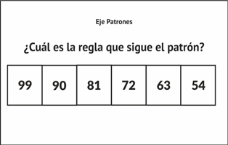 Eje Patrones
¿Cuál es la regla que sigue el patrón?
99 90 81 72 63 54